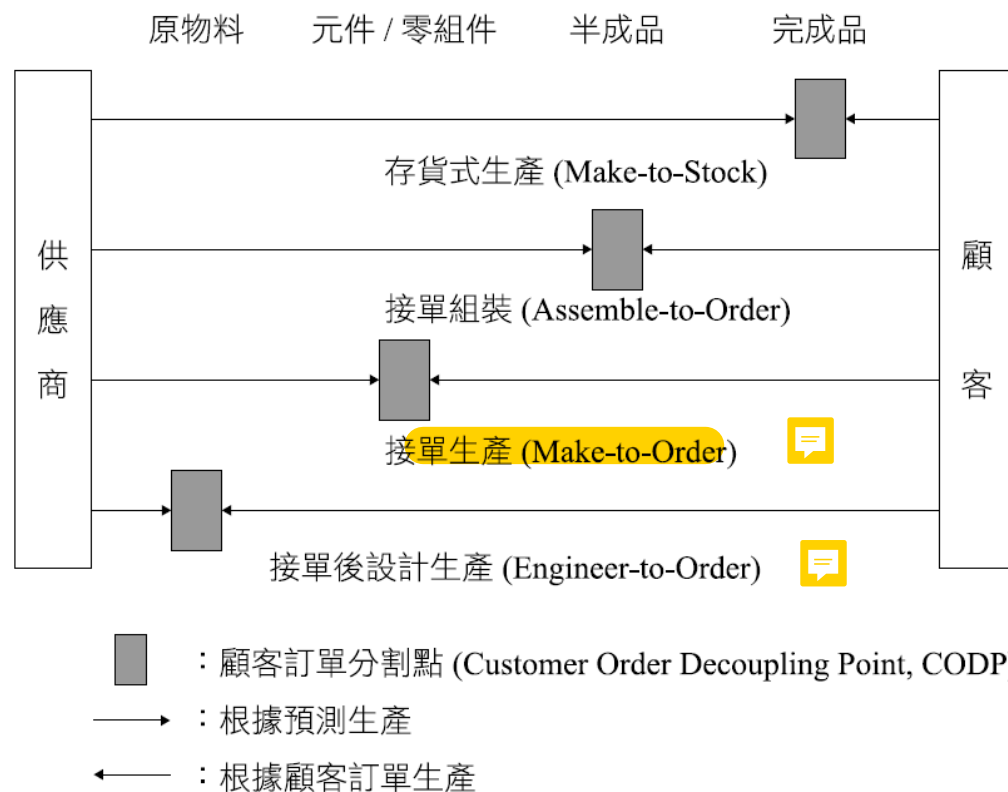 原物料 元件 / 零組件 半成品 完成品
供應商
顧客
存貨式生產 (Make-to-Stock)
接單組裝 (Assemble-to-Order)
接單生產 (Make-to-Order)
接單後設計生產 (Engineer-to-Order)
：顧客訂單分割點 (Customer Order Decoupling Point, CODP
：根據預測生產
：根據顧客訂單生產